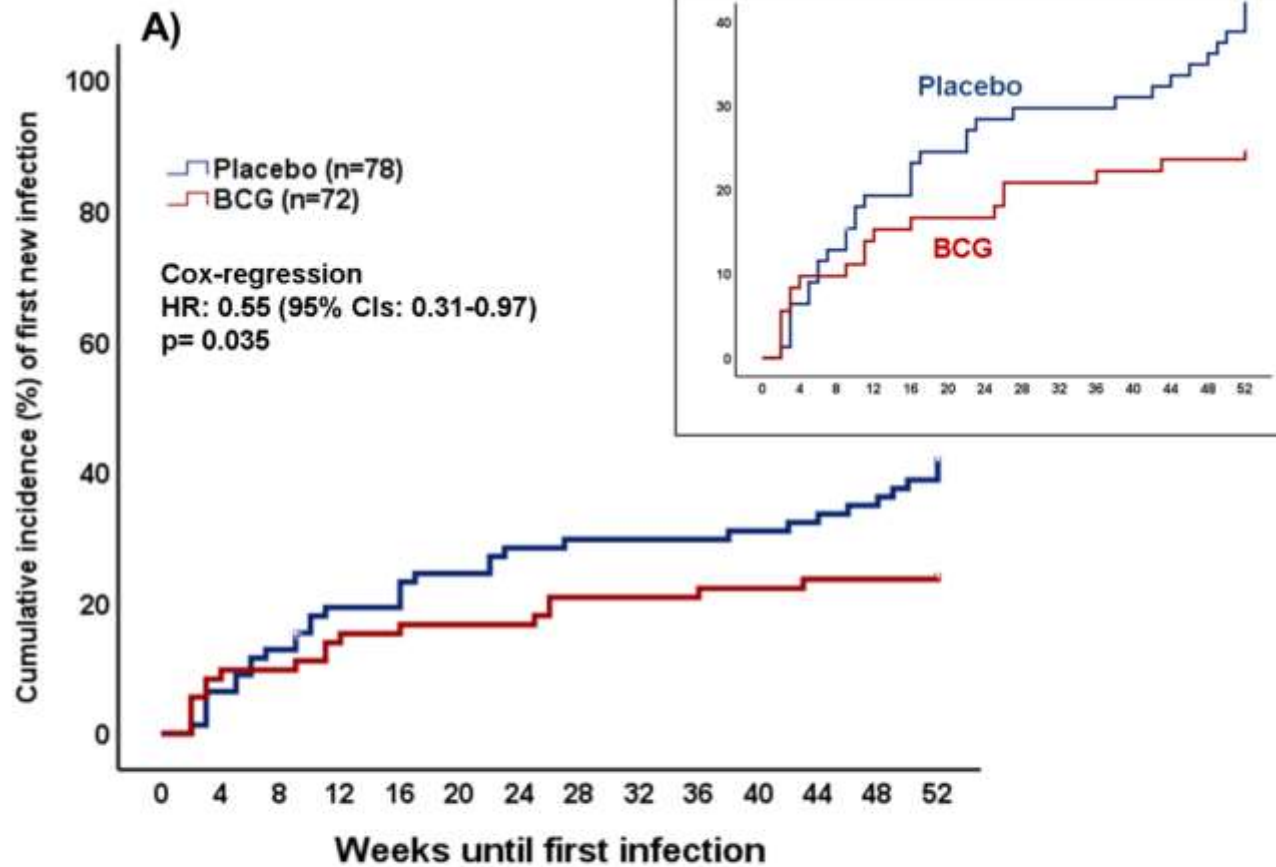 A)
Cumulative incidence (%) of first new infection
100
80
60
40
20
0
Placebo (n=78)
BCG (n=72)
Cox-regression
HR: 0.55 (95% CIs: 0.31-0.97)
p= 0.035
0 4 8 12 16 20 24 28 32 36 40 44 48 52
Weeks until first infection
40
30
20
10
0
Placebo
BCG
0 4 8 12 16 20 24 28 32 36 40 44 48 52